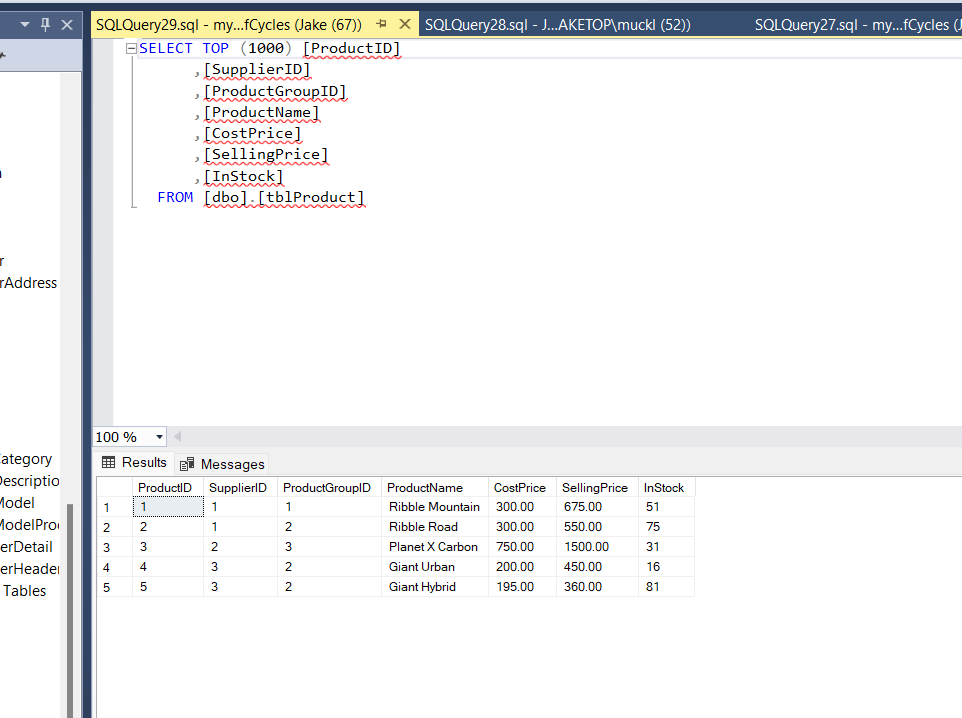 SQLQuery29.sql - my...fCycles (Jake (67))
SQLQuery28.sql - J...AKETOP\muckl (52))
SQLQuery27.sql - my...fCycles (J
SELECT TOP (1000) [ProductID]
,[SupplierID]
,[ProductGroupID]
,[ProductName]
,[CostPrice]
,[SellingPrice]
,[InStock]
FROM [dbo].[tblProduct]
r
rAddress
ategory
Descriptio
Model
ModelPro
erDetail
erHeader
Tables
100 %
Results Messages
ProductID SupplierID ProductGroupID ProductName CostPrice SellingPrice InStock
1 1 1 1 Ribble Mountain 300.00 675.00 51
2 2 1 2 Ribble Road 300.00 550.00 75
3 3 2 3 Planet X Carbon 750.00 1500.00 31
4 4 3 2 Giant Urban 200.00 450.00 16
5 5 3 2 Giant Hybrid 195.00 360.00 81